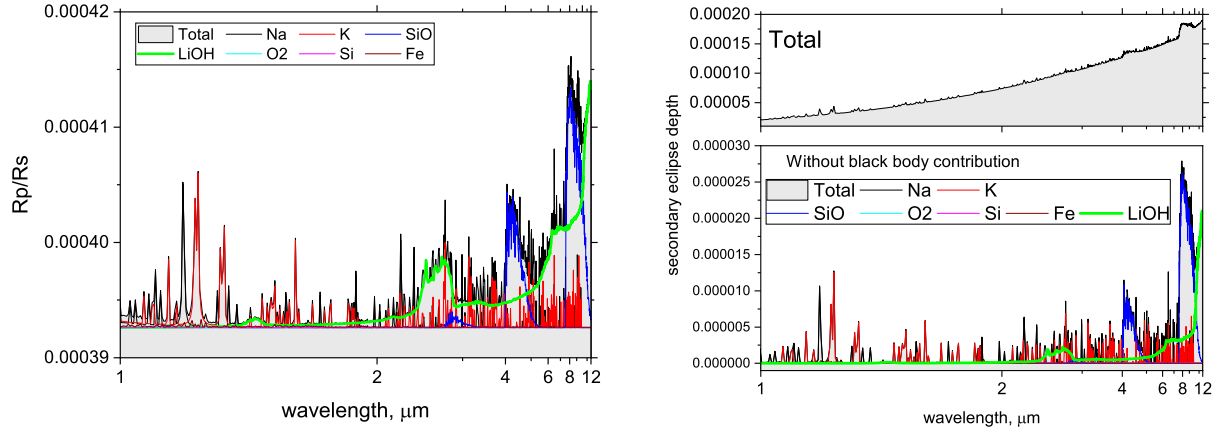 0.00042
0.00041
0.00040
0.00039
Rp/Rs
Total Na K SiO
LiOH O2 Si Fe
1 2 4 6 8 12
wavelength, μm
0.00020
0.00015
0.00010
0.00005
Total
secondary eclipse depth
0.000030
0.000025
0.000020
0.000015
0.000010
0.000005
0.000000
Without black body contribution
Total Na K
SiO O2 Si Fe LiOH
1 2 4 6 8 12
wavelength, μm